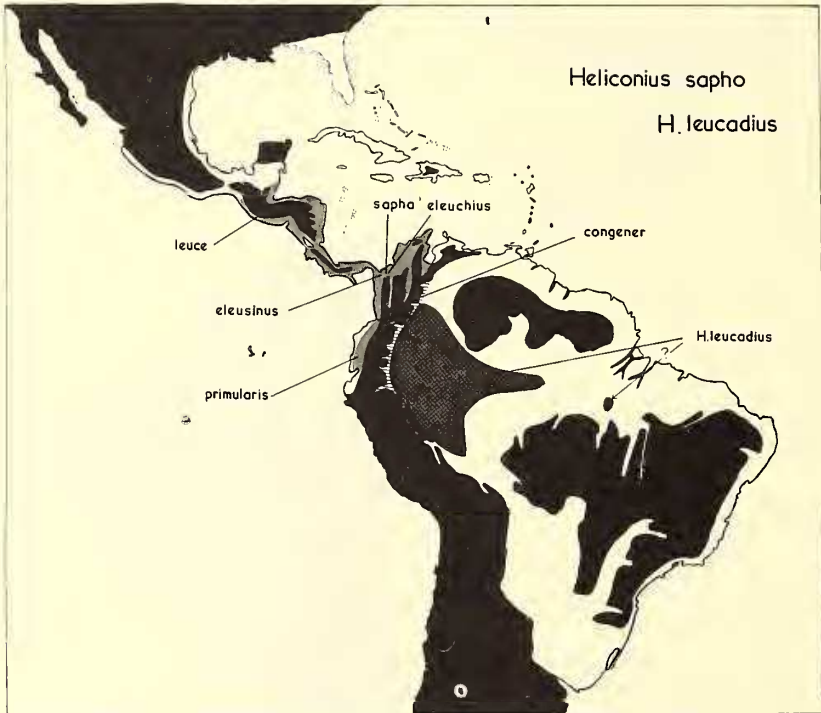 Heliconius sapho
H. leucadius
sapha eleuchius
leuce
congener
eleusinus
H.leucadius
?
primularis